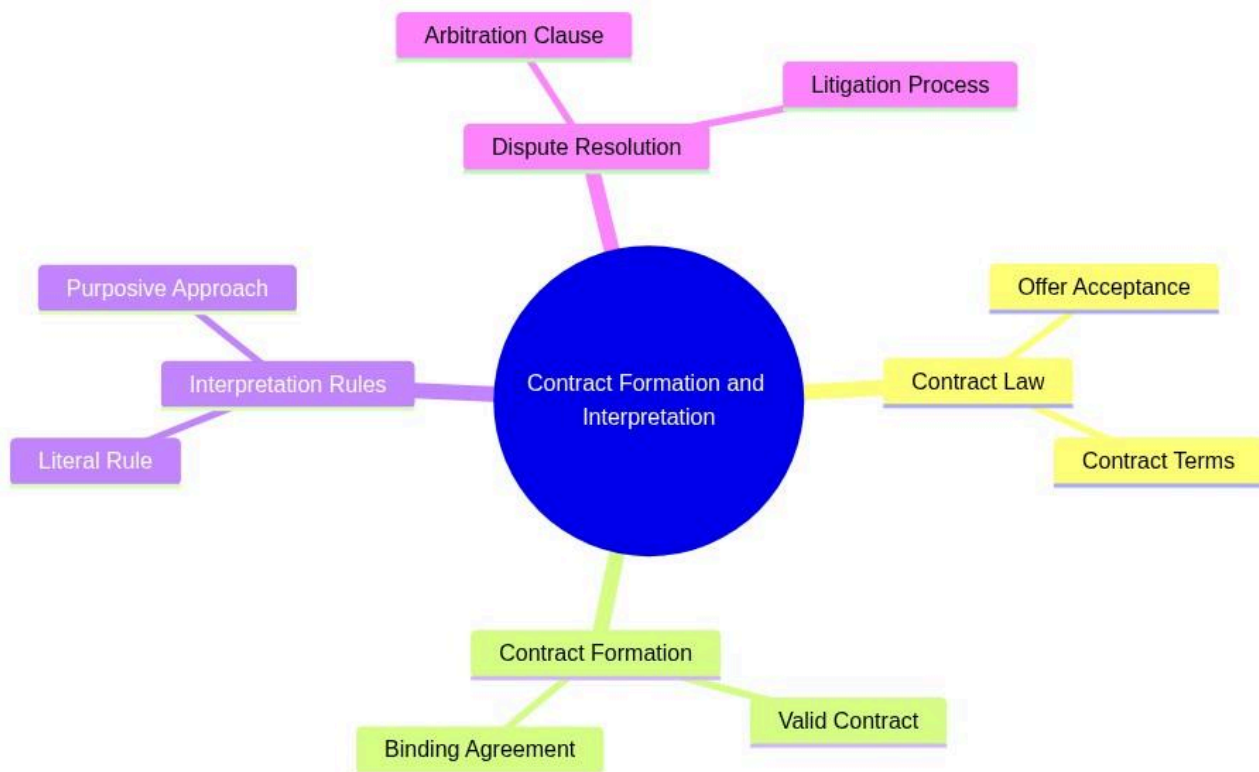 Arbitration Clause
Litigation Process
Dispute Resolution
Purposive Approach
Offer Acceptance
Interpretation Rules
Contract Formation and
Interpretation
Contract Law
Literal Rule
Contract Terms
Contract Formation
Valid Contract
Binding Agreement